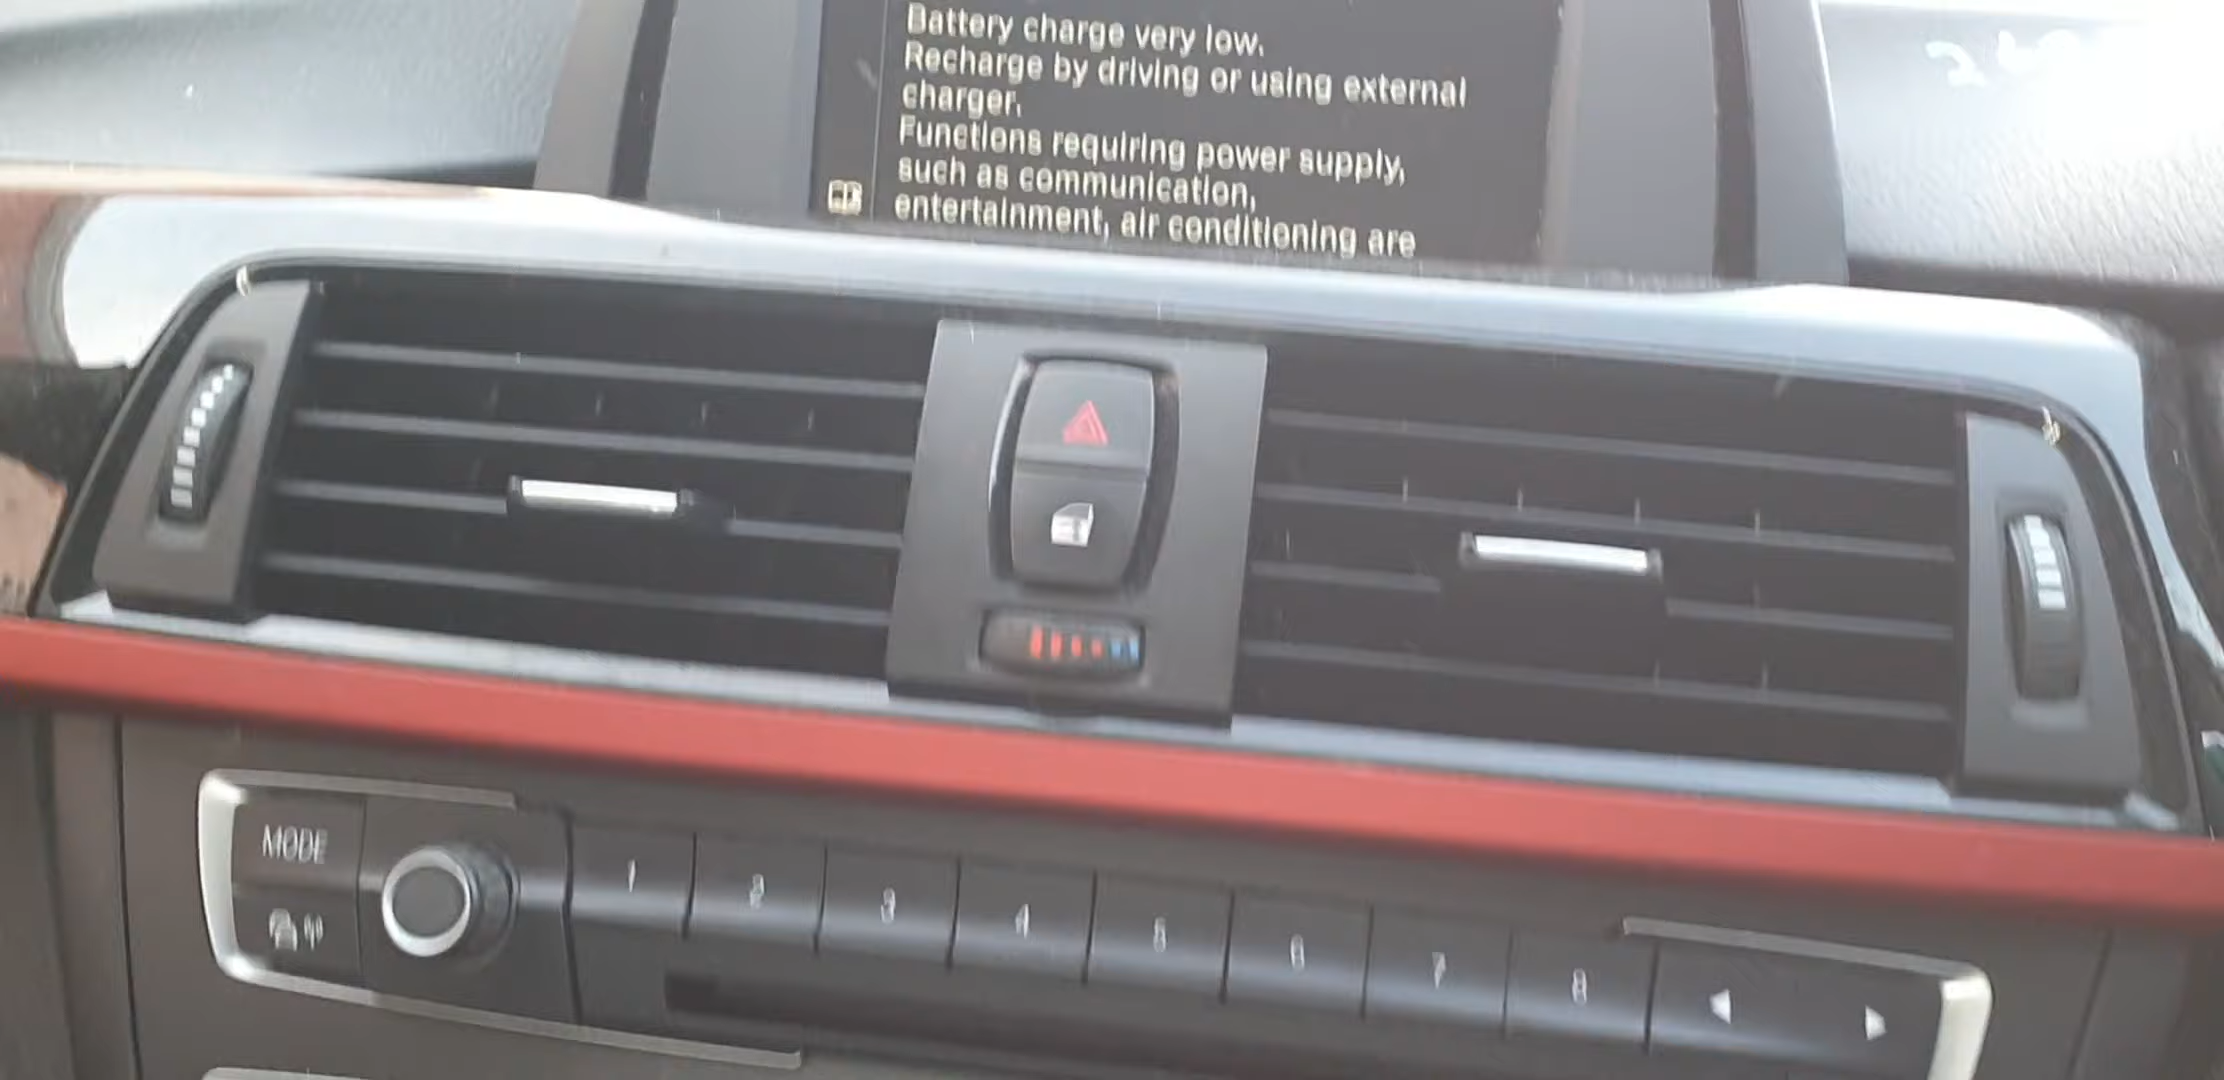 Battery charge very low.
Recharge by driving or using external
charger.
Functions requiring power supply,
such as communication,
entertainment, air conditioning are
MODE
1 2 3 4 5 6 7 8